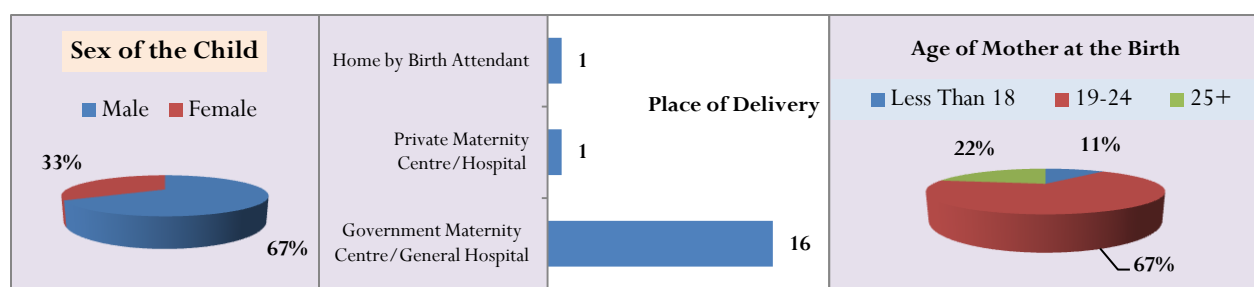 Sex of the Child
Male Female
33%
67%
Home by Birth Attendant
1
Place of Delivery
Private Maternity
Centre/Hospital
1
Government Maternity
Centre/General Hospital
16
Age of Mother at the Birth
Less Than 18 19-24 25+
22% 11%
67%